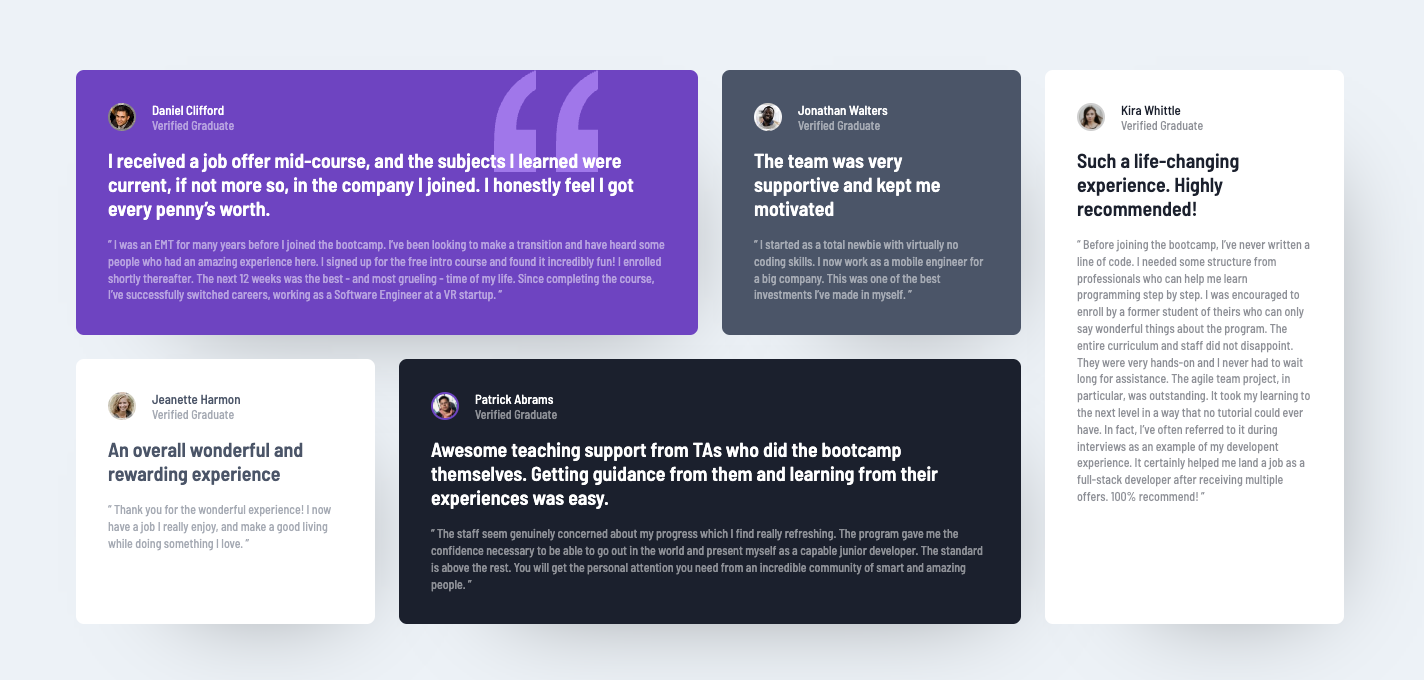 Daniel Clifford
Verified Graduate
I received a job offer mid-course, and the subjects I learned were
current, if not more so, in the company I joined. I honestly feel I got
every penny’s worth.
“ I was an EMT for many years before I joined the bootcamp. I’ve been looking to make a transition and have heard some
people who had an amazing experience here. I signed up for the free intro course and found it incredibly fun! I enrolled
shortly thereafter. The next 12 weeks was the best - and most grueling - time of my life. Since completing the course,
I’ve successfully switched careers, working as a Software Engineer at a VR startup. ”
Jonathan Walters
Verified Graduate
The team was very
supportive and kept me
motivated
“ I started as a total newbie with virtually no
coding skills. I now work as a mobile engineer for
a big company. This was one of the best
investments I’ve made in myself. ”
Kira Whittle
Verified Graduate
Such a life-changing
experience. Highly
recommended!
“ Before joining the bootcamp, I’ve never written a
line of code. I needed some structure from
professionals who can help me learn
programming step by step. I was encouraged to
enroll by a former student of theirs who can only
say wonderful things about the program. The
entire curriculum and staff did not disappoint.
They were very hands-on and I never had to wait
long for assistance. The agile team project, in
particular, was outstanding. It took my learning to
the next level in a way that no tutorial could ever
have. In fact, I’ve often referred to it during
interviews as an example of my developent
experience. It certainly helped me land a job as a
full-stack developer after receiving multiple
offers. 100% recommend! ”
Jeanette Harmon
Verified Graduate
An overall wonderful and
rewarding experience
“ Thank you for the wonderful experience! I now
have a job I really enjoy, and make a good living
while doing something I love. ”
Patrick Abrams
Verified Graduate
Awesome teaching support from TAs who did the bootcamp
themselves. Getting guidance from them and learning from their
experiences was easy.
“ The staff seem genuinely concerned about my progress which I find really refreshing. The program gave me the
confidence necessary to be able to go out in the world and present myself as a capable junior developer. The standard
is above the rest. You will get the personal attention you need from an incredible community of smart and amazing
people. ”